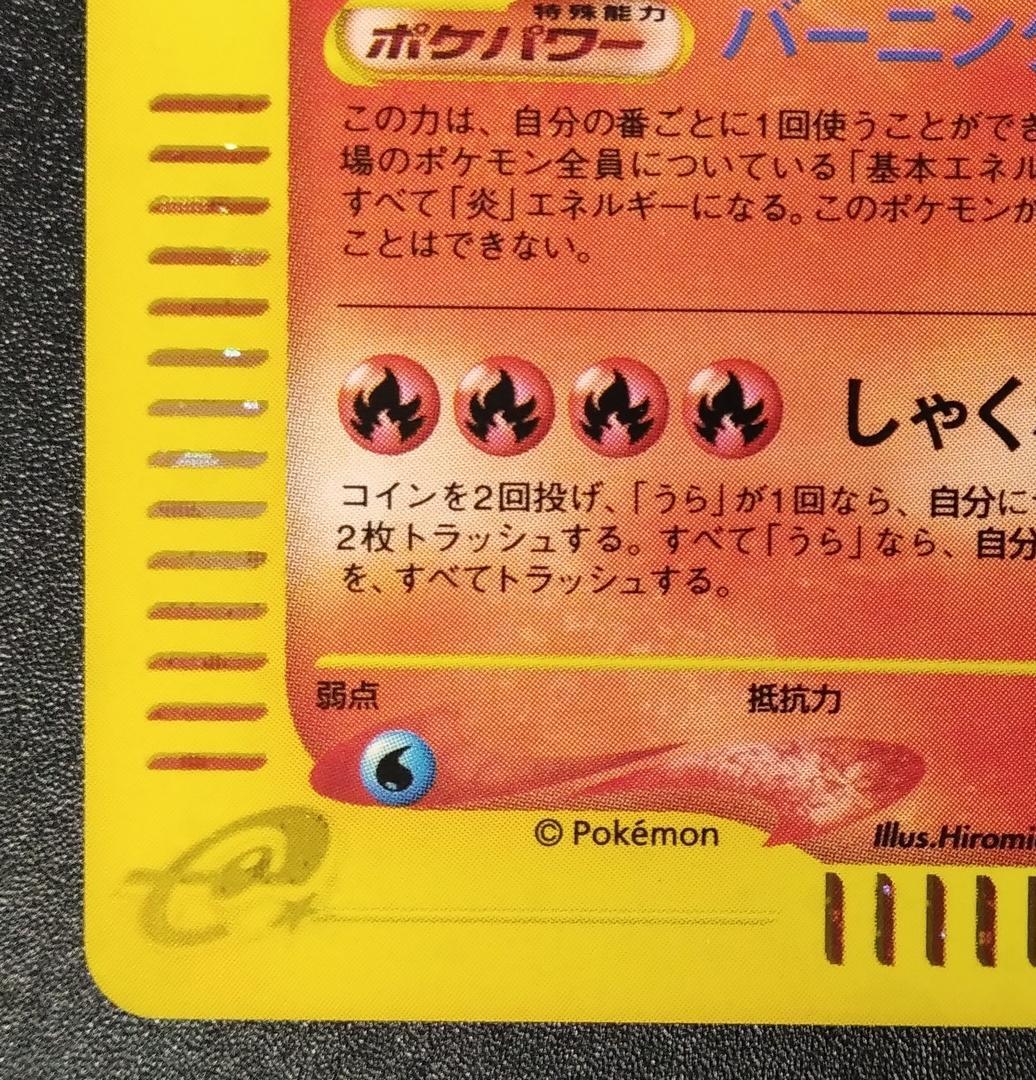 特殊能力
ポケパワー バーニング
この力は、自分の番ごとに1回使うことができ
場のポケモン全員についている「基本エネル
すべて「炎」エネルギーになる。このポケモンが
ことはできない。
しゃく
コインを2回投げ、「うら」が1回なら、自分に
2枚トラッシュする。すべて「うら」なら、自分
を、すべてトラッシュする。
弱点 抵抗力
© Pokémon Illus.Hiromi
e